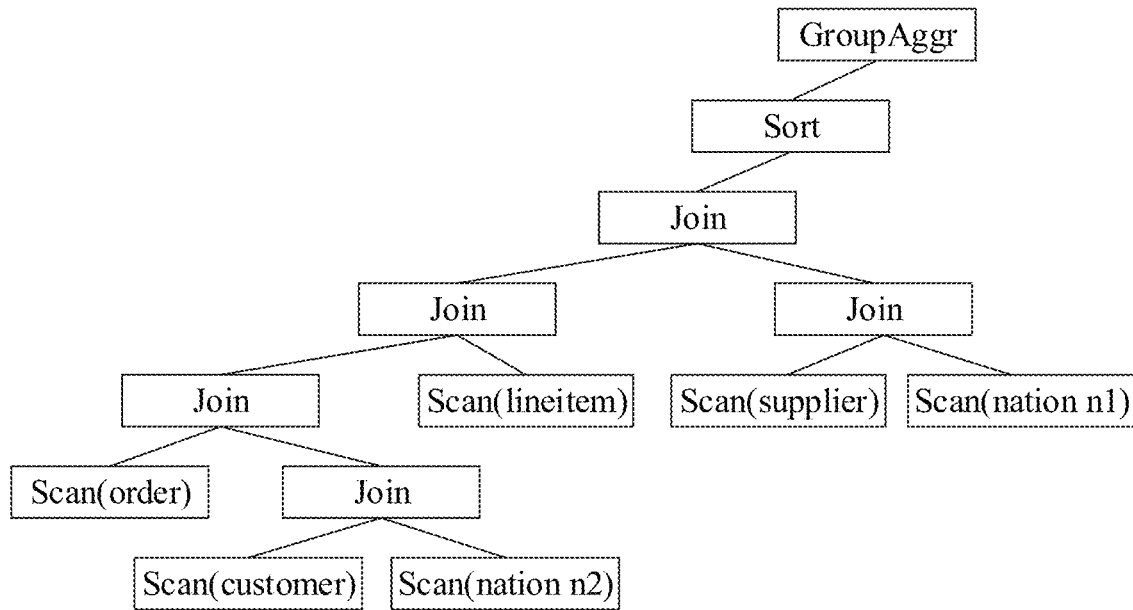 GroupAggr
Sort
Join
Join
Join
Join
Scan(lineitem)
Scan(supplier)
Scan(nation n1)
Scan(order)
Join
Scan(customer)
Scan(nation n2)